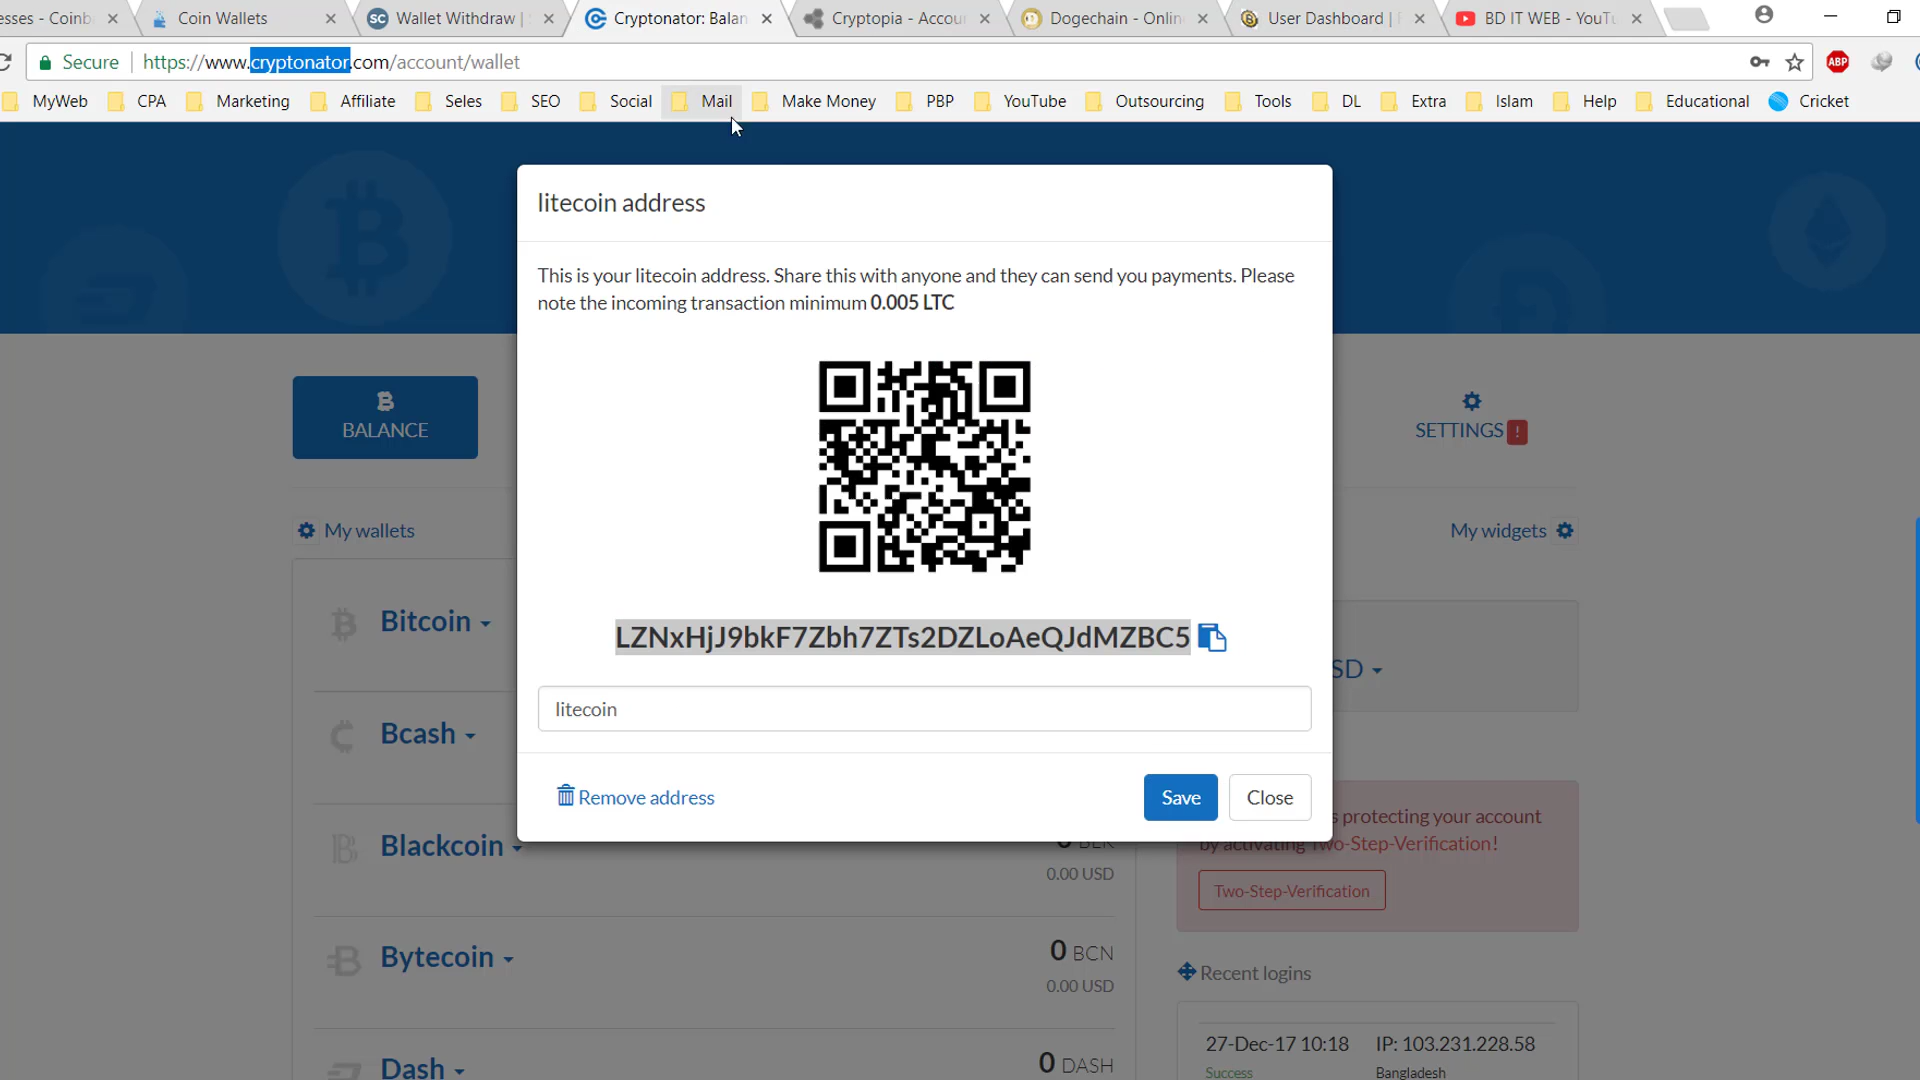 esses - Coinb
Coin Wallets
SC Wallet Withdraw |
Cryptonator: Balan
Cryptopia - Accou
Dogechain - Onlin
User Dashboard |
BD IT WEB - YouTu
Secure https://www.cryptonator.com/account/wallet
ABP
MyWeb CPA Marketing Affiliate Seles SEO Social Mail Make Money PBP YouTube Outsourcing Tools DL Extra Islam Help Educational Cricket
litecoin address
This is your litecoin address. Share this with anyone and they can send you payments. Please
note the incoming transaction minimum 0.005 LTC
BALANCE
SETTINGS !
My wallets
My widgets
Bitcoin
LZNxHjJ9bkF7Zbh7ZTs2DZLoAeQJdMZBC5
SD
litecoin
Bcash
Remove address
Save
Close
s protecting your account
by activating Two-Step-Verification!
Blackcoin
0 BLK
0.00 USD
Two-Step-Verification
Bytecoin
0 BCN
0.00 USD
Recent logins
27-Dec-17 10:18 IP: 103.231.228.58
Success Bangladesh
Dash
0 DASH